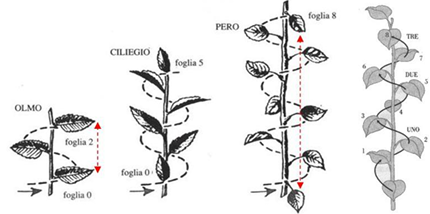 OLMO
foglia 2
foglia 0
CILIEGIO
foglia 5
foglia 0
PERO
foglia 8
8
TRE
7
6
DUE
5
4
3
UNO
2
1